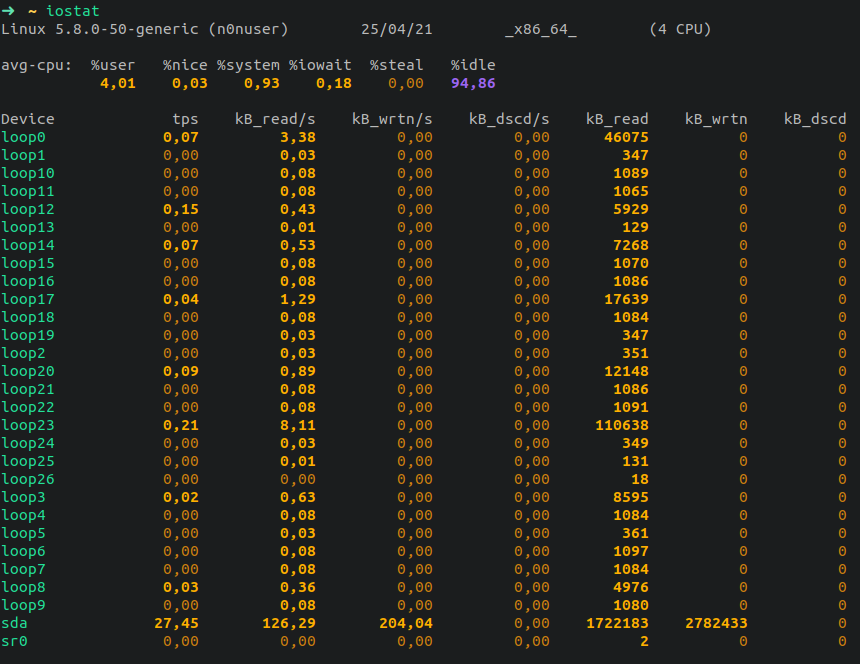 ➜ ~ iostat
Linux 5.8.0-50-generic (n0nuser) 25/04/21 _x86_64_ (4 CPU)
avg-cpu: %user %nice %system %iowait %steal %idle
4,01 0,03 0,93 0,18 0,00 94,86
Device tps kB_read/s kB_wrtn/s kB_dscd/s kB_read kB_wrtn kB_dscd
loop0 0,07 3,38 0,00 0,00 46075 0 0
loop1 0,00 0,03 0,00 0,00 347 0 0
loop10 0,00 0,08 0,00 0,00 1089 0 0
loop11 0,00 0,08 0,00 0,00 1065 0 0
loop12 0,15 0,43 0,00 0,00 5929 0 0
loop13 0,00 0,01 0,00 0,00 129 0 0
loop14 0,07 0,53 0,00 0,00 7268 0 0
loop15 0,00 0,08 0,00 0,00 1070 0 0
loop16 0,00 0,08 0,00 0,00 1086 0 0
loop17 0,04 1,29 0,00 0,00 17639 0 0
loop18 0,00 0,08 0,00 0,00 1084 0 0
loop19 0,00 0,03 0,00 0,00 347 0 0
loop2 0,00 0,03 0,00 0,00 351 0 0
loop20 0,09 0,89 0,00 0,00 12148 0 0
loop21 0,00 0,08 0,00 0,00 1086 0 0
loop22 0,00 0,08 0,00 0,00 1091 0 0
loop23 0,21 8,11 0,00 0,00 110638 0 0
loop24 0,00 0,03 0,00 0,00 349 0 0
loop25 0,00 0,01 0,00 0,00 131 0 0
loop26 0,00 0,00 0,00 0,00 18 0 0
loop3 0,02 0,63 0,00 0,00 8595 0 0
loop4 0,00 0,08 0,00 0,00 1084 0 0
loop5 0,00 0,03 0,00 0,00 361 0 0
loop6 0,00 0,08 0,00 0,00 1097 0 0
loop7 0,00 0,08 0,00 0,00 1084 0 0
loop8 0,03 0,36 0,00 0,00 4976 0 0
loop9 0,00 0,08 0,00 0,00 1080 0 0
sda 27,45 126,29 204,04 0,00 1722183 2782433 0
sr0 0,00 0,00 0,00 0,00 2 0 0